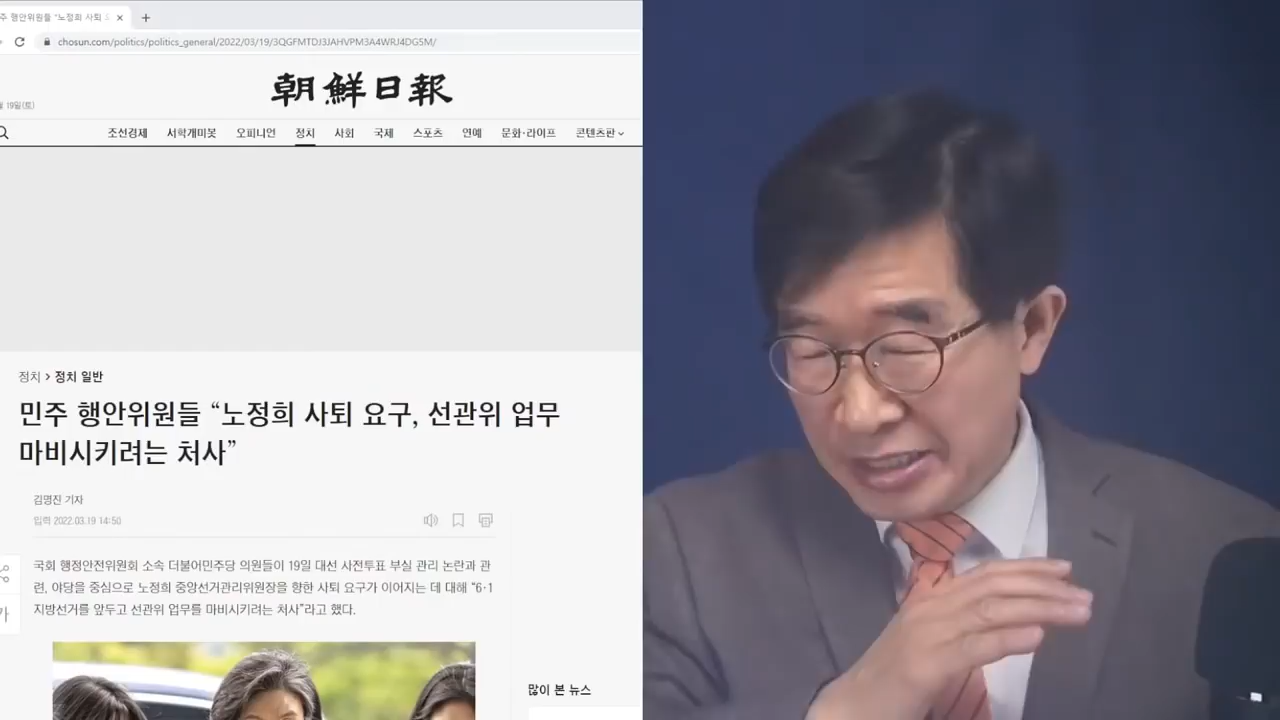 주 행안위원들 "노정희 사퇴
chosun.com/politics/politics_general/2022/03/19/3QGFMTDJ3JAHVPM3A4WRJ4DG5M/
朝鮮日報
월 19일(토)
조선경제 서학개미봇 오피니언 정치 사회 국제 스포츠 연예 문화·라이프 콘텐츠판
정치 > 정치 일반
민주 행안위원들 “노정희 사퇴 요구, 선관위 업무
마비시키려는 처사”
김명진 기자
입력 2022.03.19 14:50
국회 행정안전위원회 소속 더불어민주당 의원들이 19일 대선 사전투표 부실 관리 논란과 관
련, 야당을 중심으로 노정희 중앙선거관리위원장을 향한 사퇴 요구가 이어지는 데 대해 “6·1
지방선거를 앞두고 선관위 업무를 마비시키려는 처사”라고 했다.
가
많이 본 뉴스